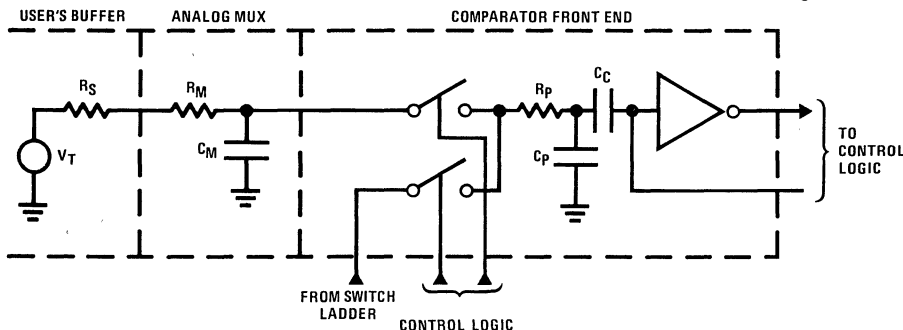 USER'S BUFFER
ANALOG MUX
COMPARATOR FRONT END
RS
RM
RP
CC
CM
CP
VT
TO
CONTROL
LOGIC
FROM SWITCH
LADDER
CONTROL LOGIC